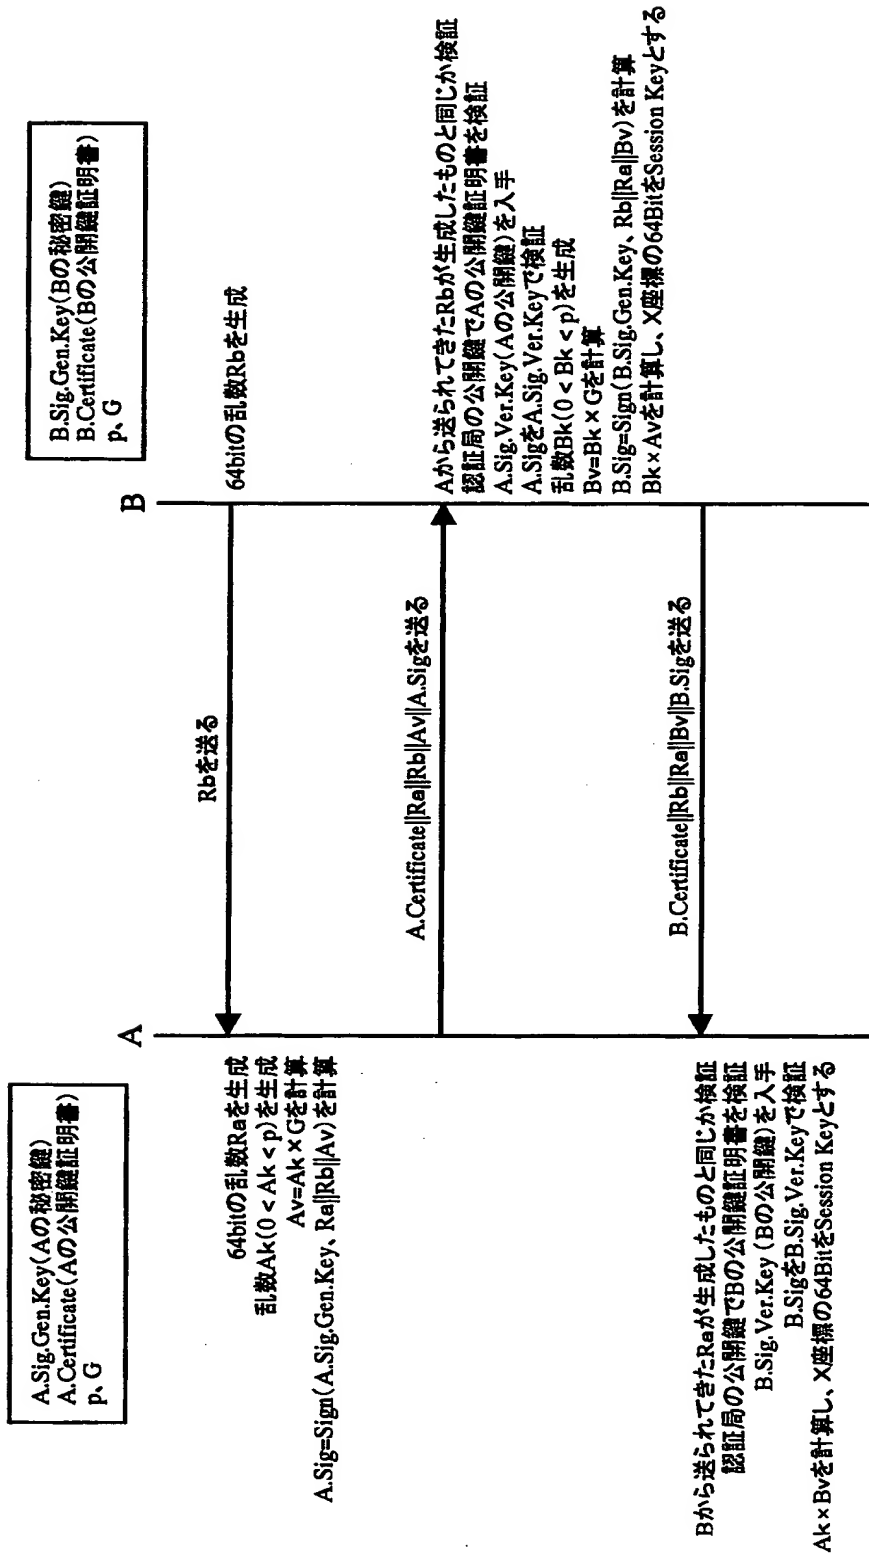 A
A.Sig.Gen.Key(Aの秘密鍵)
A.Certificate(Aの公開鍵証明書)
p、G
B
B.Sig.Gen.Key(Bの秘密鍵)
B.Certificate(Bの公開鍵証明書)
p、G
64bitの乱数Rbを生成
Rbを送る
64bitの乱数Raを生成
乱数Ak(0＜Ak＜p)を生成
Av=Ak×Gを計算
A.Sig=Sign(A.Sig.Gen.Key、Ra||Rb||Av)を計算
A.Certificate||Ra||Rb||Av||A.Sigを送る
Aから送られてきたRbが生成したものと同じか検証
認証局の公開鍵でAの公開鍵証明書を検証
A.Sig.Ver.Key(Aの公開鍵)を入手
A.SigをA.Sig.Ver.Keyで検証
乱数Bk(0＜Bk＜p)を生成
Bv=Bk×Gを計算
B.Sig=Sign(B.Sig.Gen.Key、Rb||Ra||Bv)を計算
Bk×Avを計算し、X座標の64BitをSession Keyとする
B.Certificate||Rb||Ra||Bv||B.Sigを送る
Bから送られてきたRaが生成したものと同じか検証
認証局の公開鍵でBの公開鍵証明書を検証
B.Sig.Ver.Key (Bの公開鍵)を入手
B.SigをB.Sig.Ver.Keyで検証
Ak×Bvを計算し、X座標の64BitをSession Keyとする